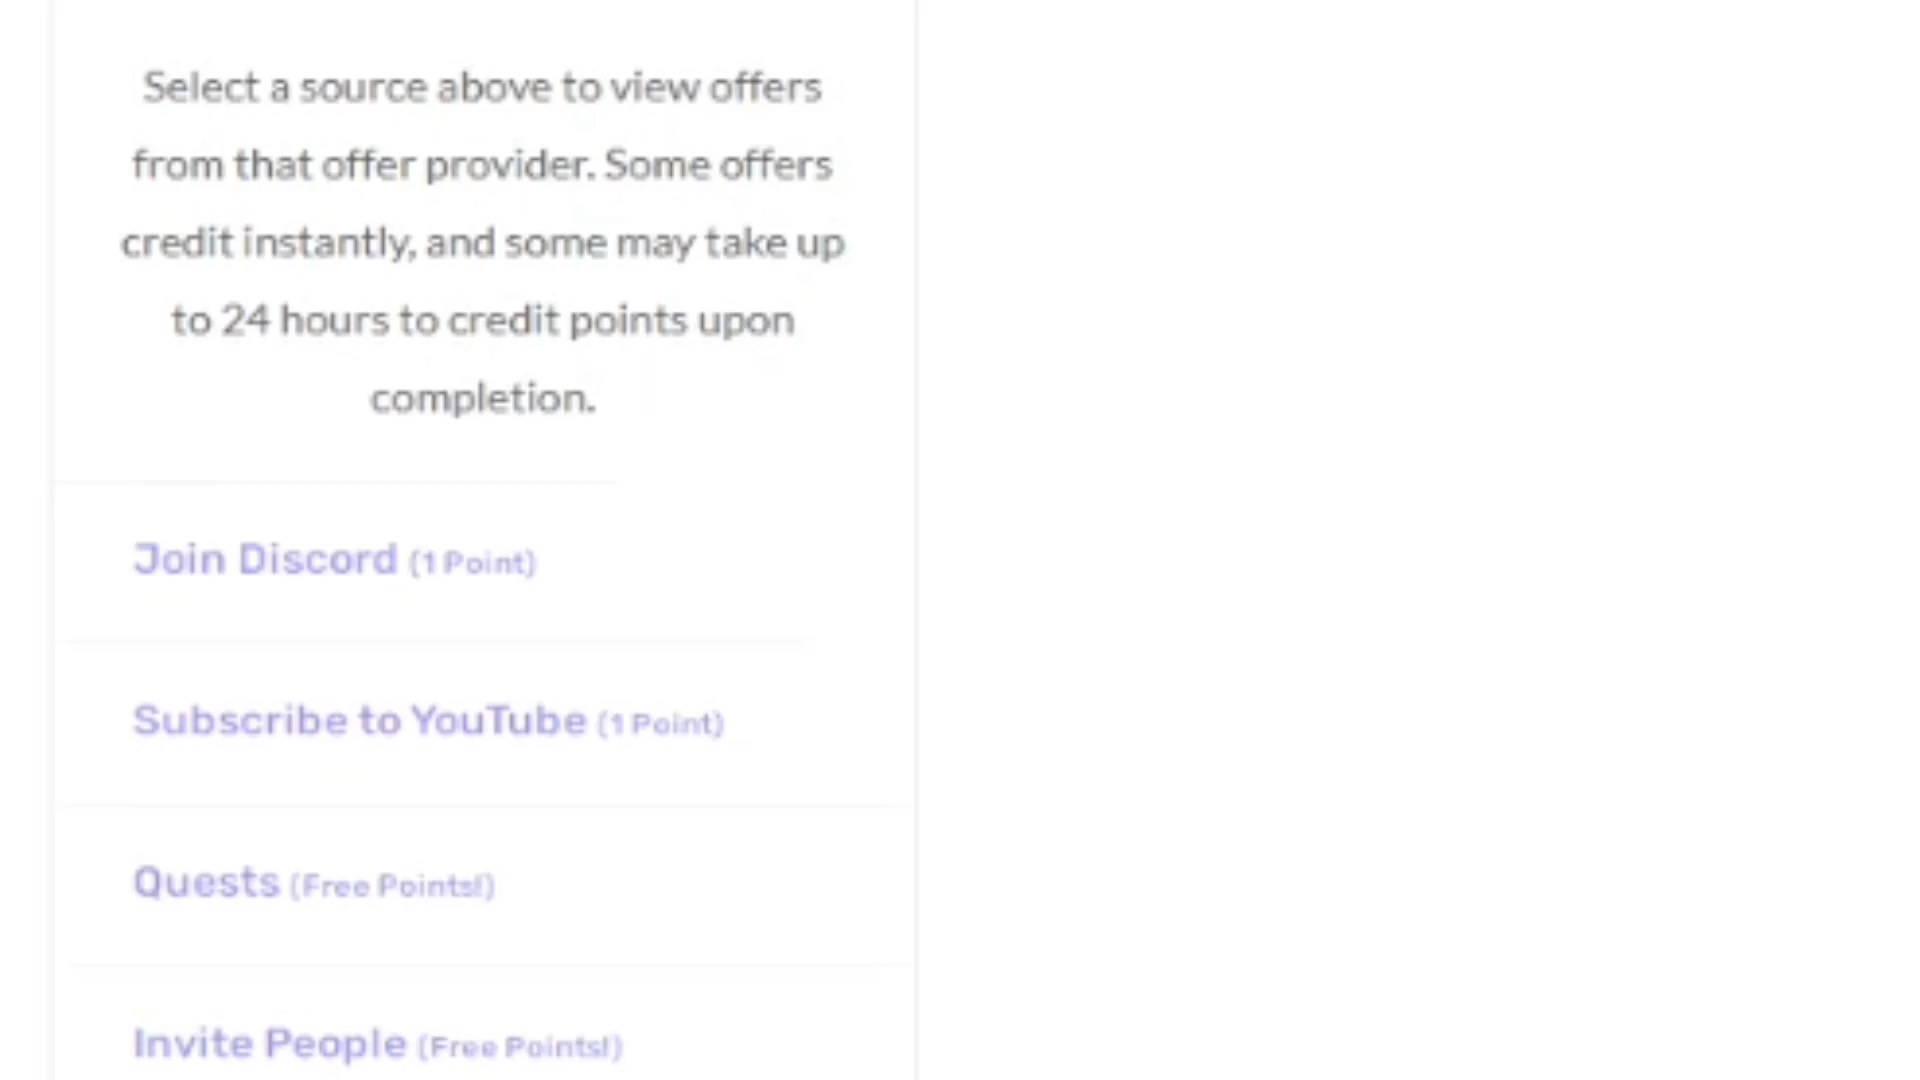 Select a source above to view offers
from that offer provider. Some offers
credit instantly, and some may take up
to 24 hours to credit points upon
completion.
Join Discord (1 Point)
Subscribe to YouTube (1 Point)
Quests (Free Points!)
Invite People (Free Points!)